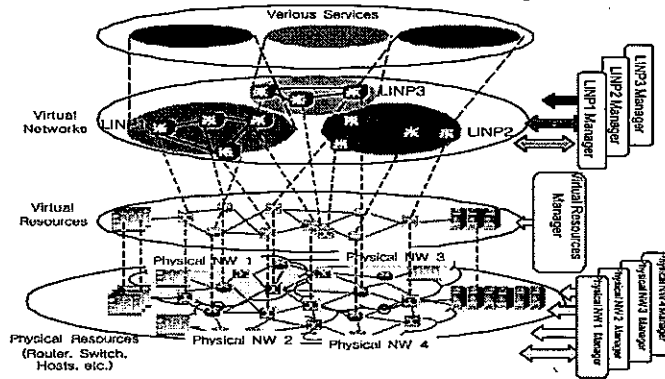 Various Services
LINP3
LIN
LINP2
Virtual
Networks
LINP3 Manager
LINP2 Manager
LINP1 Manager
Virtual
Resources
Virtual Resources
Manager
Physical NW 1
Physical NW 3
Physical NW 2
Physical NW 4
Physical Resources
(Router, Switch,
Hosts, etc.)
Physical NW 3 Manager
Physical NW 2 Manager
Physical NW 1 Manager